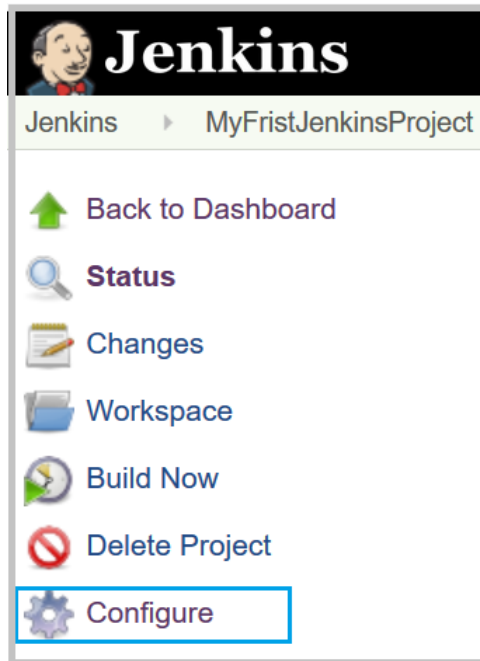 Jenkins
Jenkins MyFristJenkinsProject
Back to Dashboard
Status
Changes
Workspace
Build Now
Delete Project
Configure